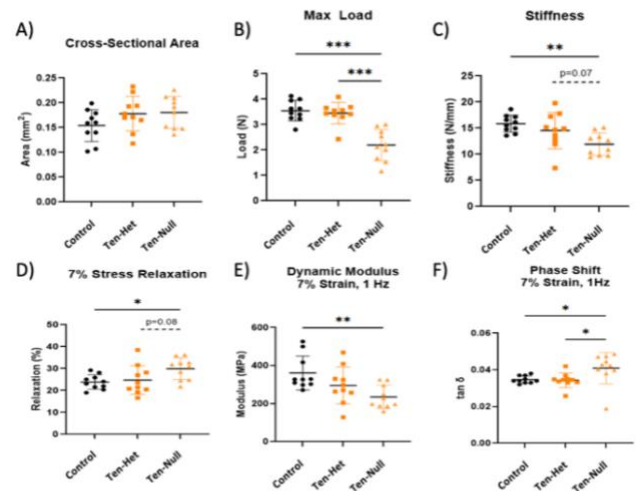 A)
Cross-Sectional Area
0.25
0.20
0.15
0.10
0.05
0.00
Area (mm²)
Control
Ten-Het
Ten-Null
B)
Max Load
***
***
5
4
3
2
1
0
Load (N)
Control
Ten-Het
Ten-Null
C)
Stiffness
**
p=0.07
25
20
15
10
5
0
Stiffness (N/mm)
Control
Ten-Het
Ten-Null
D)
7% Stress Relaxation
*
p=0.08
50
40
30
20
10
0
Relaxation (%)
Control
Ten-Het
Ten-Null
E)
Dynamic Modulus
7% Strain, 1 Hz
**
600
400
200
0
Modulus (MPa)
Control
Ten-Het
Ten-Null
F)
Phase Shift
7% Strain, 1Hz
*
*
0.06
0.04
0.02
0.00
tan δ
Control
Ten-Het
Ten-Null